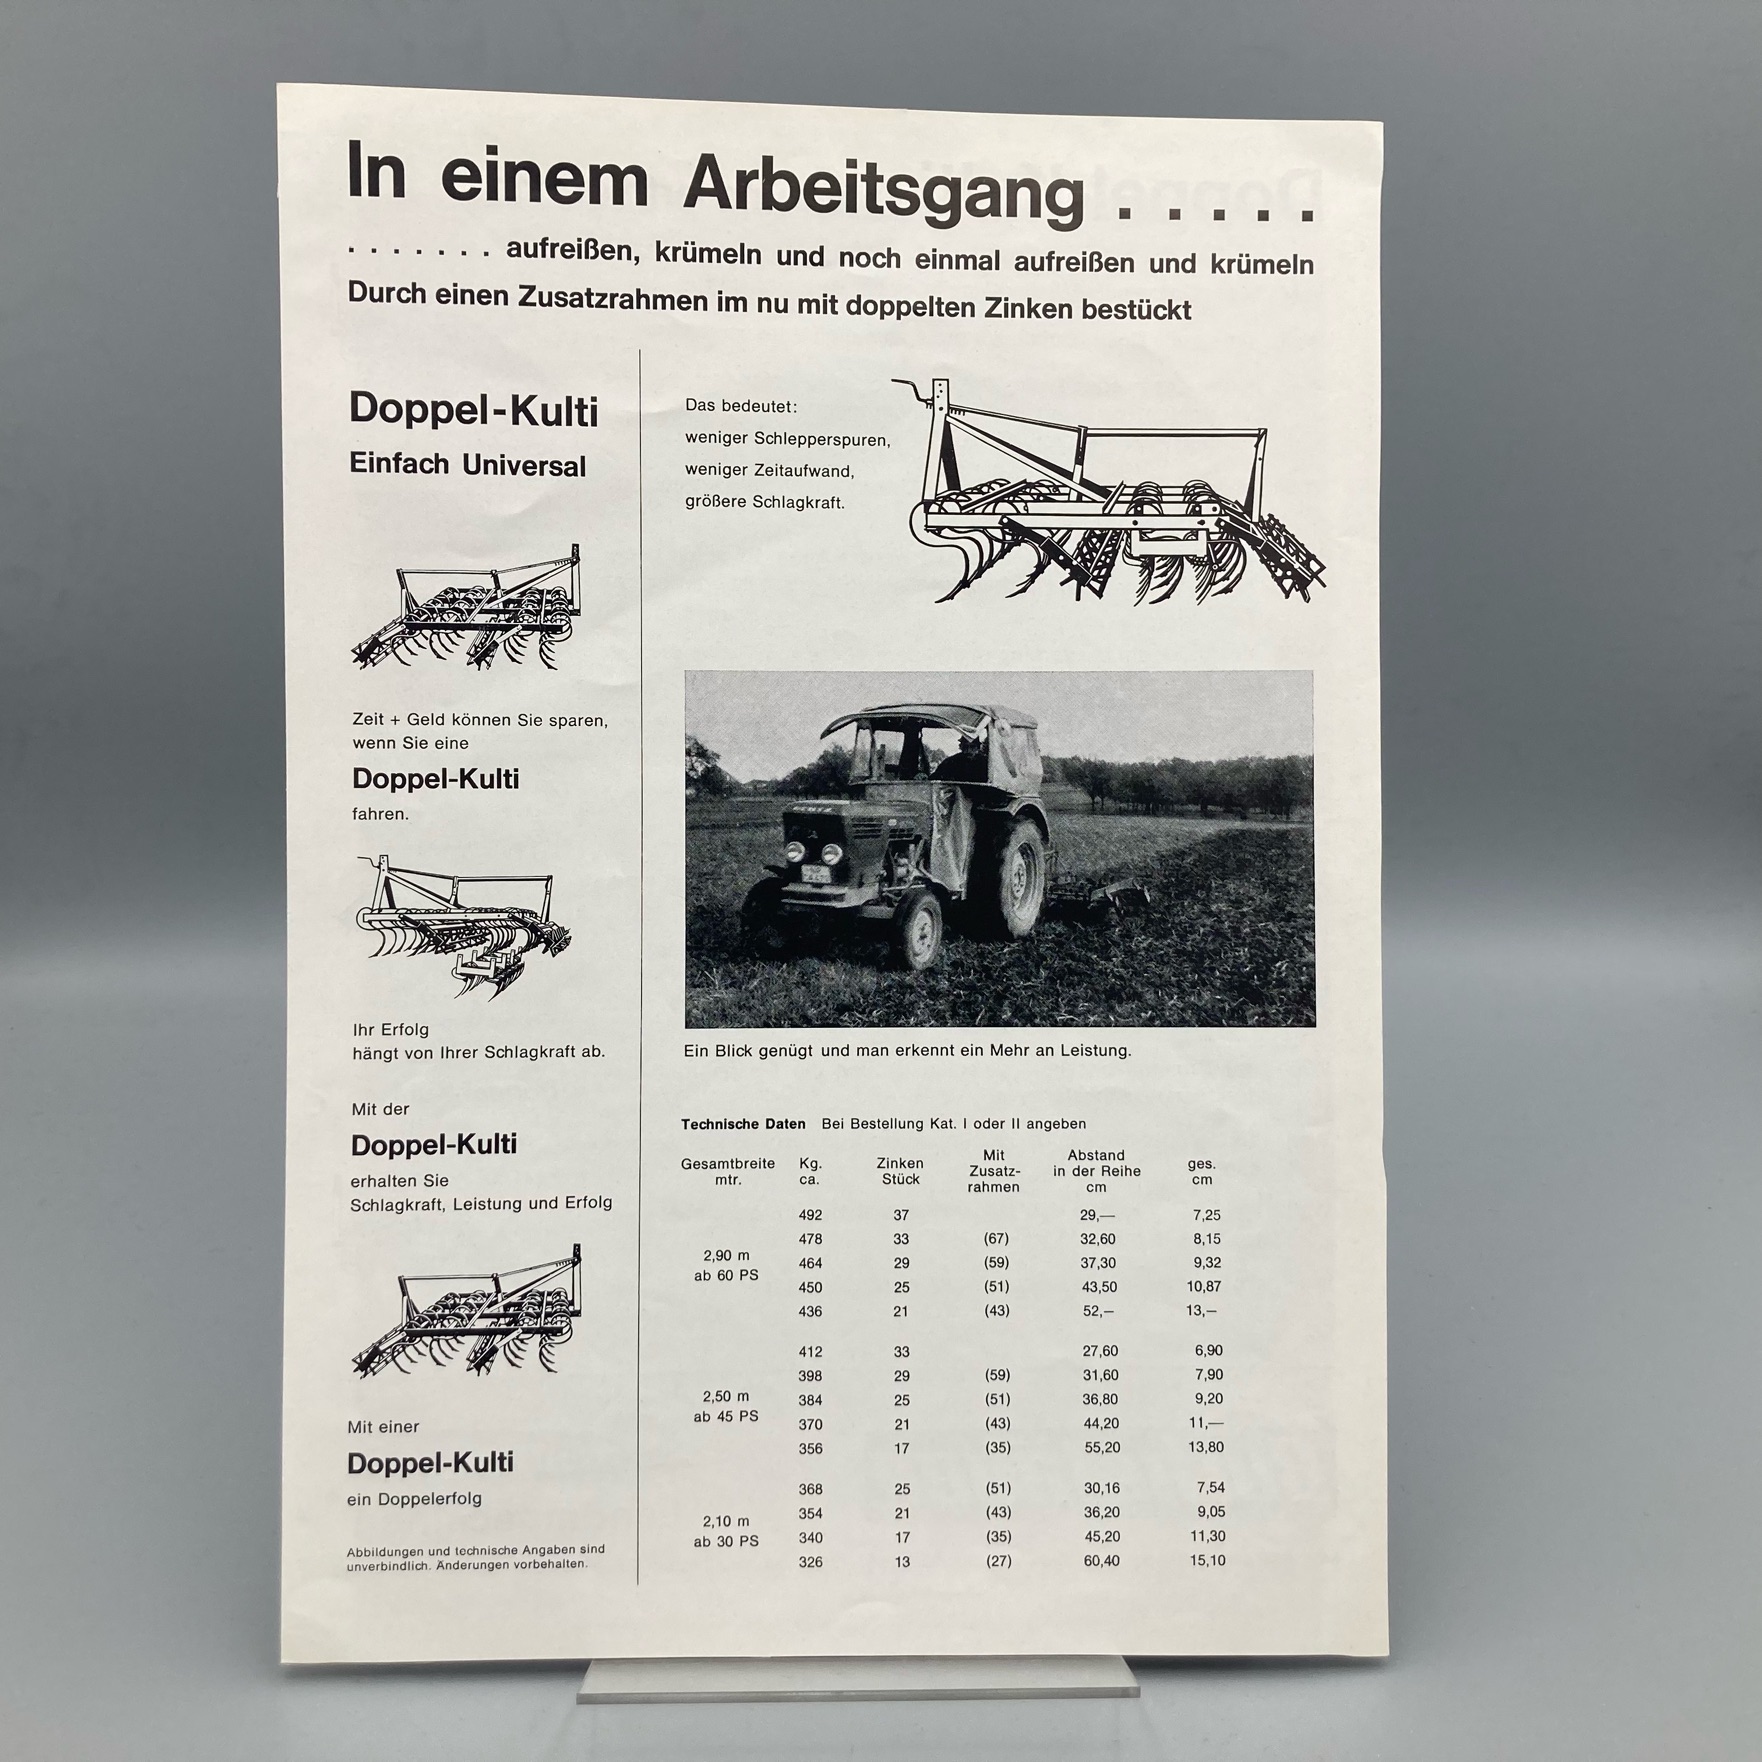 In einem Arbeitsgang . . . . .
. . . . . . . aufreißen, krümeln und noch einmal aufreißen und krümeln
Durch einen Zusatzrahmen im nu mit doppelten Zinken bestückt
Doppel-Kulti
Einfach Universal
Zeit + Geld können Sie sparen,
wenn Sie eine
Doppel-Kulti
fahren.
Ihr Erfolg
hängt von Ihrer Schlagkraft ab.
Mit der
Doppel-Kulti
erhalten Sie
Schlagkraft, Leistung und Erfolg
Mit einer
Doppel-Kulti
ein Doppelerfolg
Abbildungen und technische Angaben sind
unverbindlich. Änderungen vorbehalten.
Das bedeutet:
weniger Schlepperspuren,
weniger Zeitaufwand,
größere Schlagkraft.
Ein Blick genügt und man erkennt ein Mehr an Leistung.
Technische Daten Bei Bestellung Kat. I oder II angeben
Gesamtbreite mtr. Kg. ca. Zinken Stück Mit Zusatz-rahmen Abstand in der Reihe cm ges. cm
492 37 29,— 7,25
478 33 (67) 32,60 8,15
2,90 m
ab 60 PS
464 29 (59) 37,30 9,32
450 25 (51) 43,50 10,87
436 21 (43) 52,— 13,—
412 33 27,60 6,90
398 29 (59) 31,60 7,90
2,50 m
ab 45 PS
384 25 (51) 36,80 9,20
370 21 (43) 44,20 11,—
356 17 (35) 55,20 13,80
368 25 (51) 30,16 7,54
354 21 (43) 36,20 9,05
2,10 m
ab 30 PS
340 17 (35) 45,20 11,30
326 13 (27) 60,40 15,10